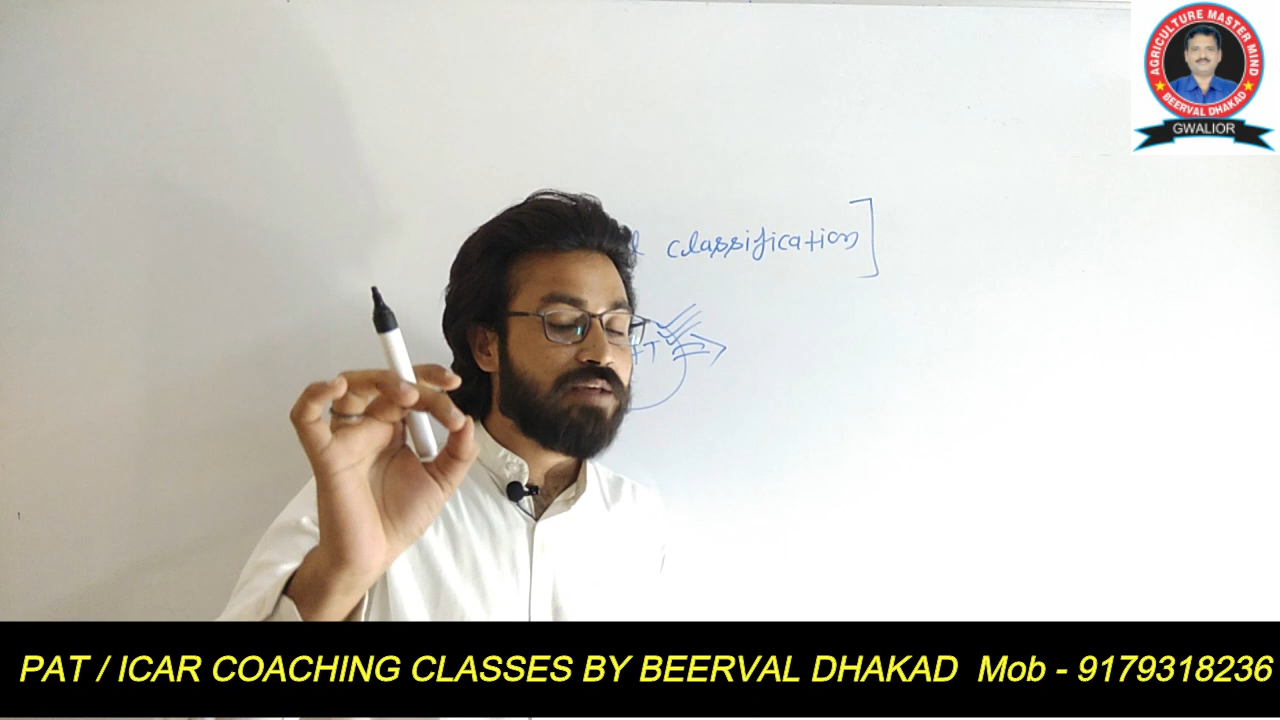 AGRICULTURE MASTER MIND
BEERVAL DHAKAD
GWALIOR
classification]
PAT / ICAR COACHING CLASSES BY BEERVAL DHAKAD Mob - 9179318236